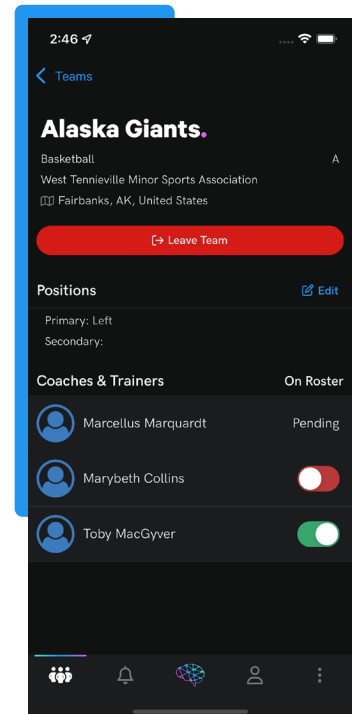 2:46
Teams
Alaska Giants.
Basketball A
West Tennieville Minor Sports Association
Fairbanks, AK, United States
Leave Team
Positions Edit
Primary: Left
Secondary:
Coaches & Trainers On Roster
Marcellus Marquardt Pending
Marybeth Collins
Toby MacGyver